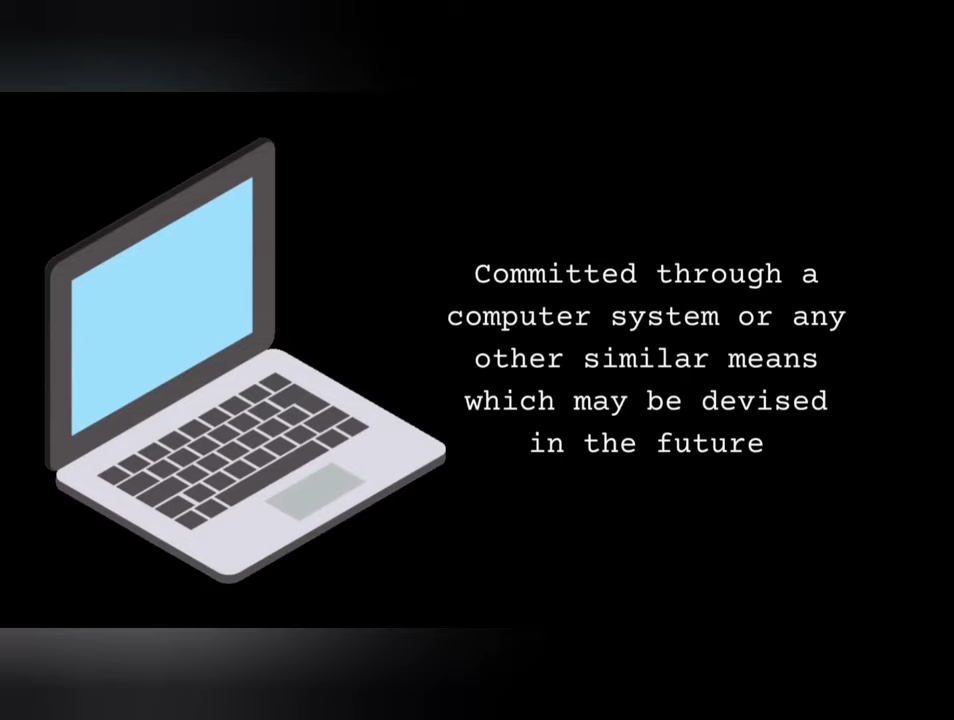 Committed through a
computer system or any
other similar means
which may be devised
in the future